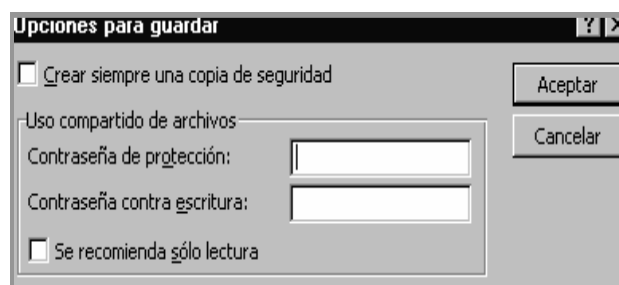 Opciones para guardar ? X
Crear siempre una copia de seguridad
Aceptar
Uso compartido de archivos
Cancelar
Contraseña de protección:
Contraseña contra escritura:
Se recomienda sólo lectura